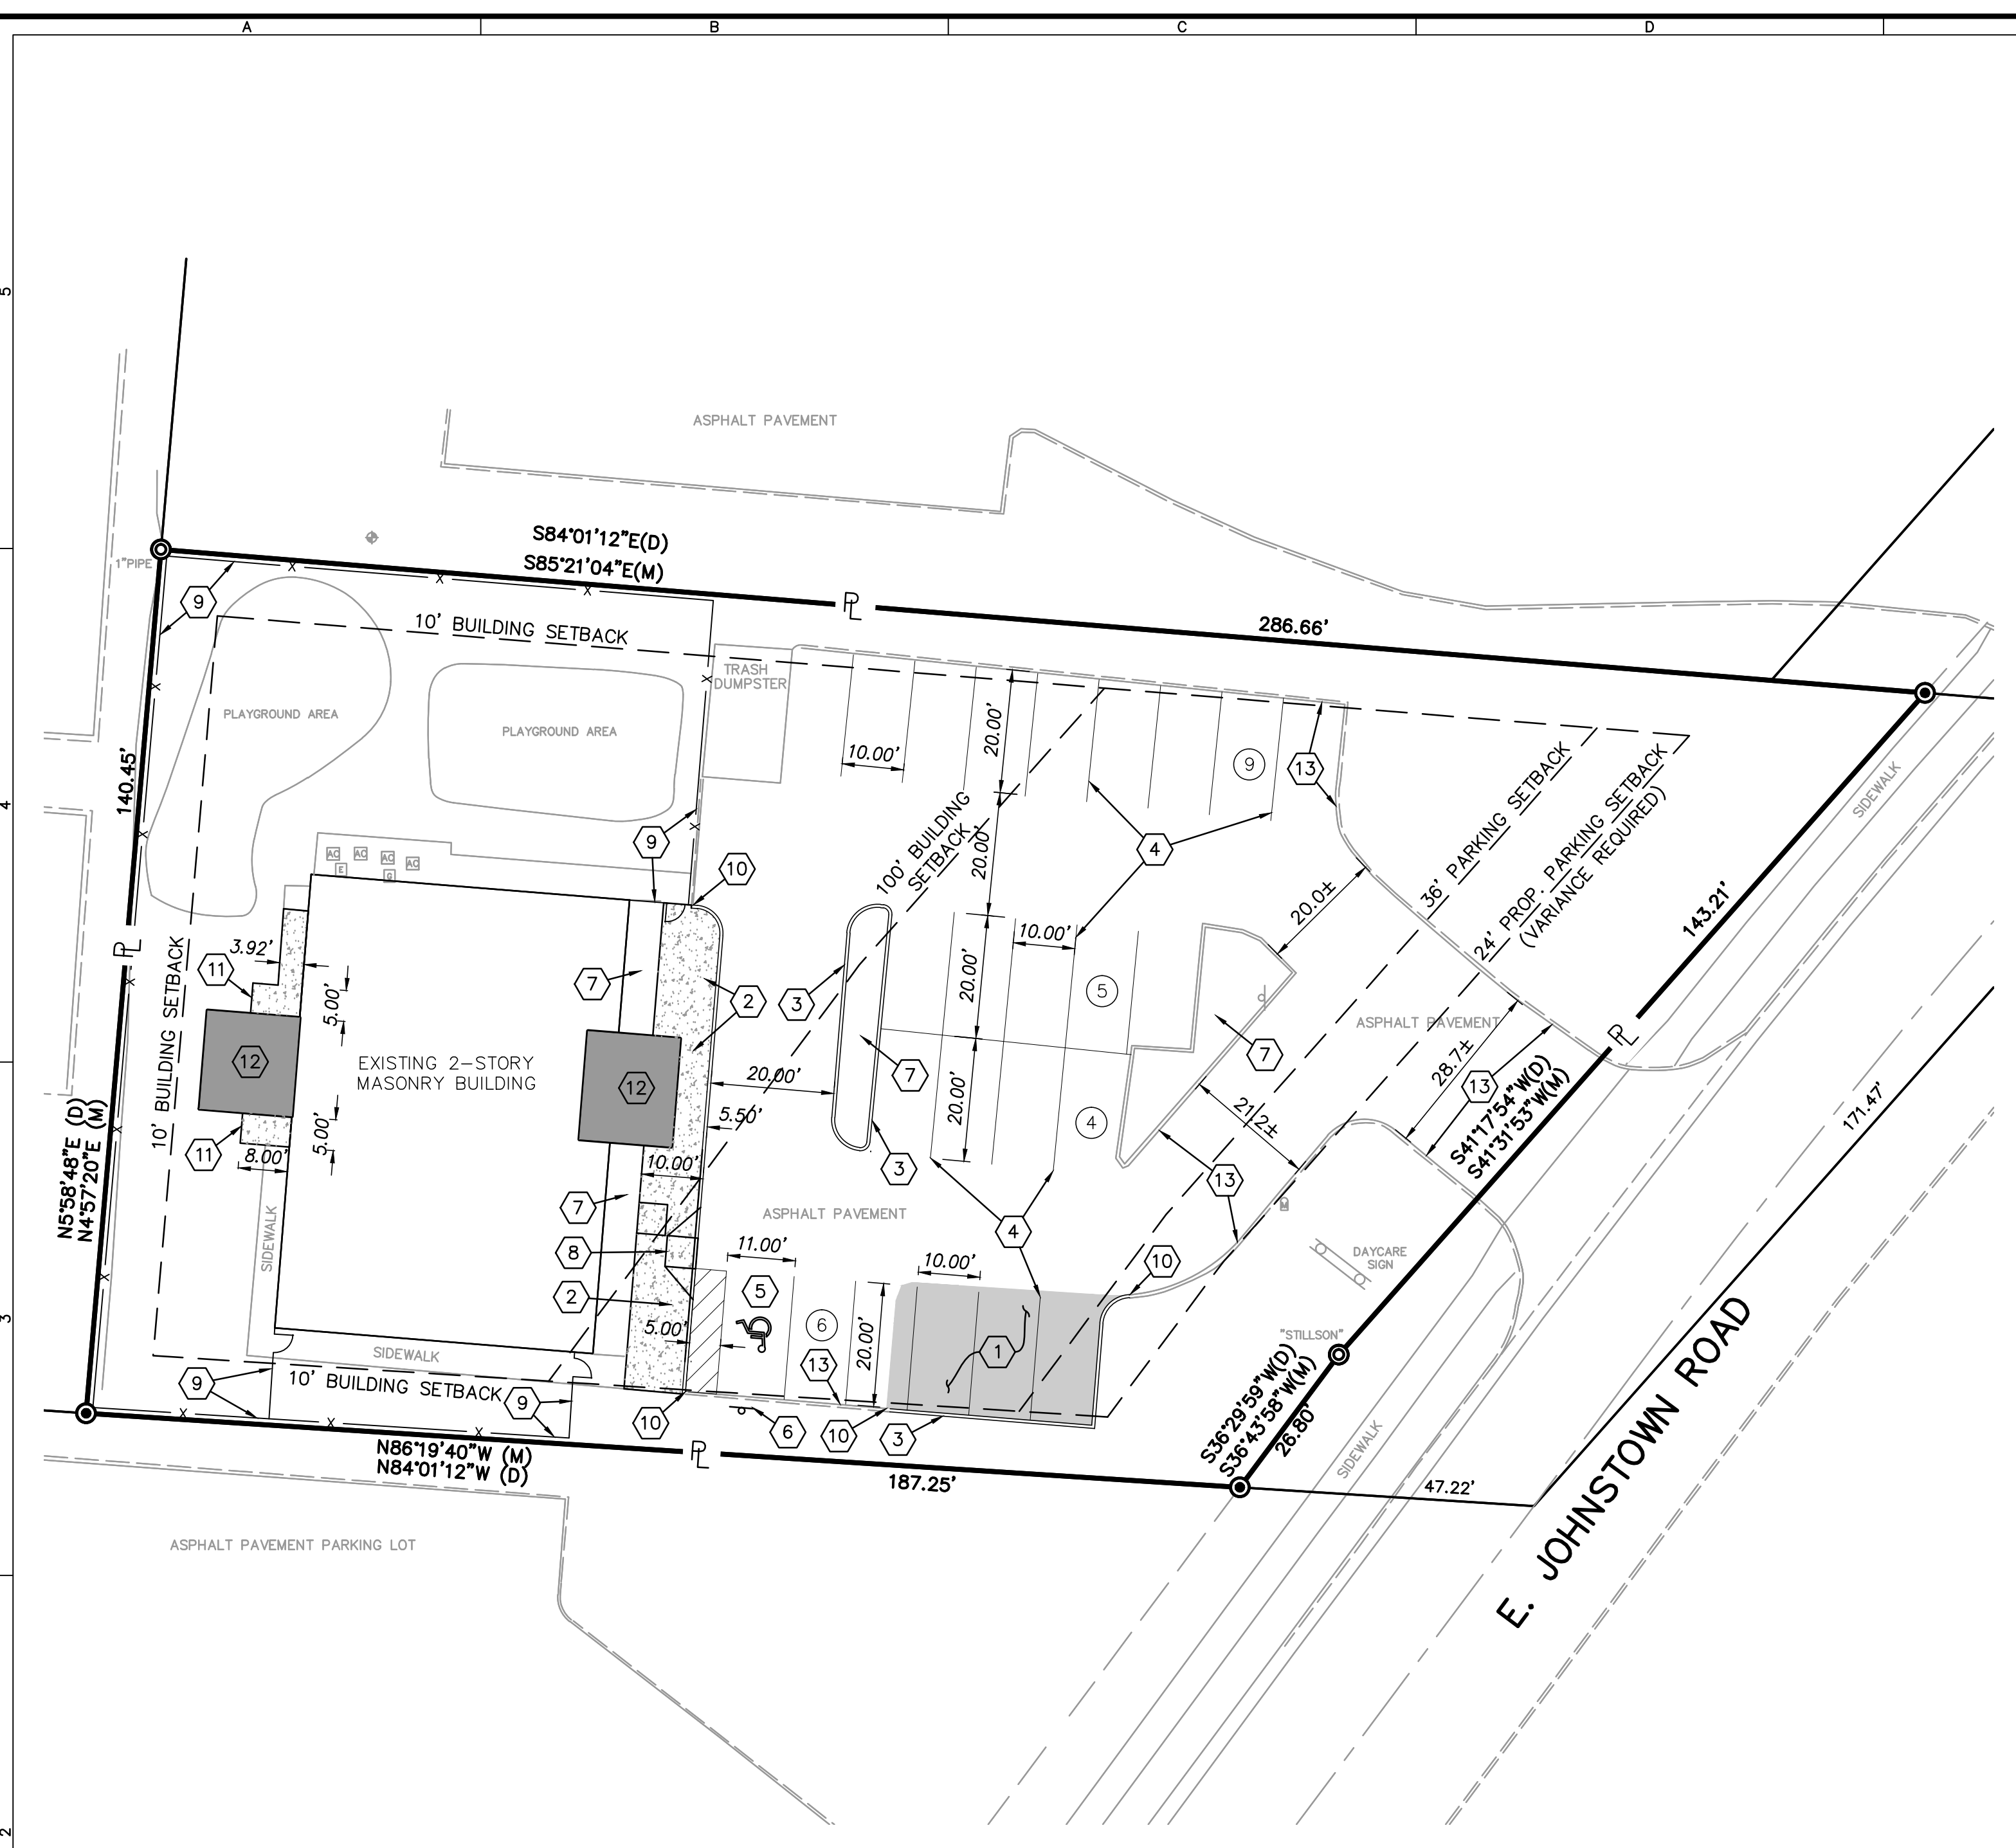 A
B
C
D
5
ASPHALT PAVEMENT
S84°01'12"E(D)
S85°21'04"E(M)
1"PIPE
9
10' BUILDING SETBACK
286.66'
TRASH
DUMPSTER
PLAYGROUND AREA
PLAYGROUND AREA
10.00'
20.00'
9
13
36' PARKING SETBACK
24' PROP. PARKING SETBACK
(VARIANCE REQUIRED)
SIDEWALK
140.45'
4
100' BUILDING
SETBACK
20.00'
4
AC
AC
AC
AC
E
G
9
10
20.0±
143.21'
3.92'
11
5.00'
10' BUILDING SETBACK
7
2
3
10.00'
20.00'
5
7
ASPHALT PAVEMENT
28.7±
13
12
EXISTING 2-STORY
MASONRY BUILDING
12
20.00'
7
5.50'
20.00'
4
21.2±
S41°17'54"W(D)
S41°31'53"W(M)
171.47'
N5°58'48"E (D)
N4°57'20"E (M)
11
8.00'
5.00'
10.00'
3
13
7
ASPHALT PAVEMENT
4
M
SIDEWALK
8
11.00'
10.00'
10
DAYCARE
SIGN
2
5
5.00'
6
20.00'
1
3
"STILLSON"
SIDEWALK
13
9
10' BUILDING SETBACK
9
10
6
10
3
S36°29'59"W(D)
S36°43'58"W(M)
26.80'
N86°19'40"W (M)
N84°01'12"W (D)
187.25'
47.22'
SIDEWALK
E. JOHNSTOWN ROAD
ASPHALT PAVEMENT PARKING LOT
2